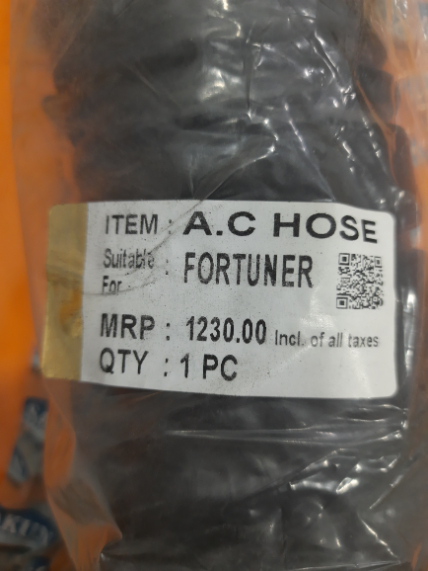 ITEM : A.C HOSE
Suitable For : FORTUNER
MRP : 1230.00 Incl. of all taxes
QTY : 1 PC